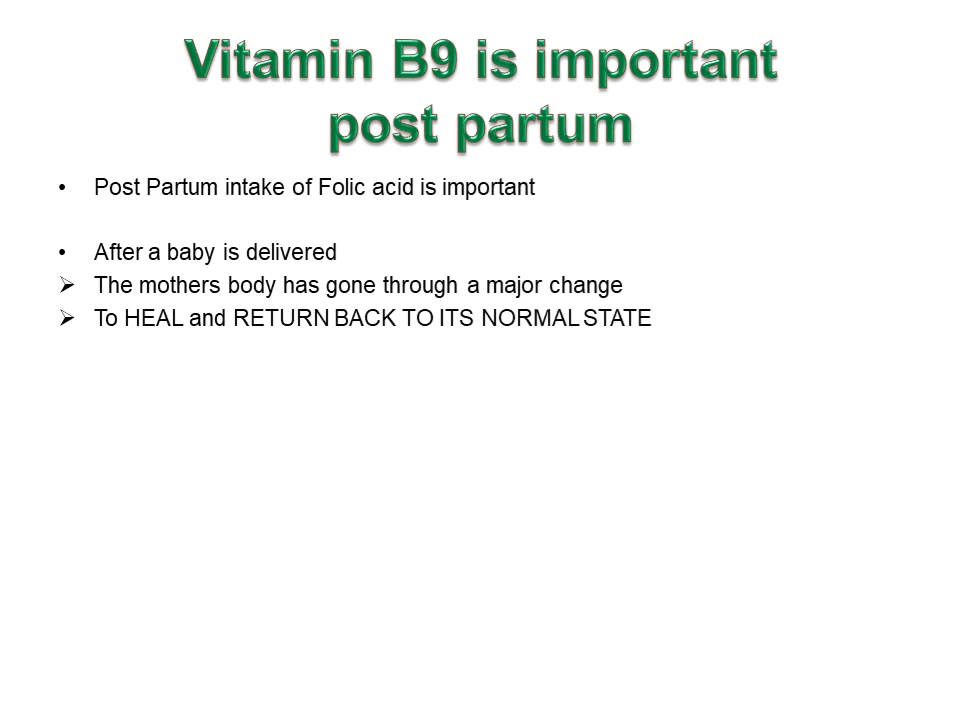 Vitamin B9 is important
post partum
• Post Partum intake of Folic acid is important
• After a baby is delivered
➢ The mothers body has gone through a major change
➢ To HEAL and RETURN BACK TO ITS NORMAL STATE